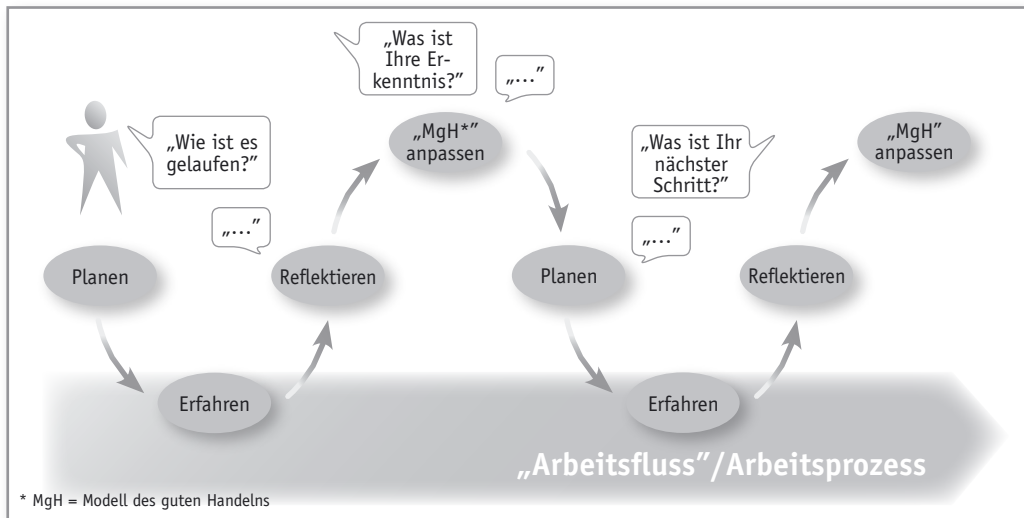 „Was ist
Ihre Er-
kenntnis?”
„...”
„Wie ist es
gelaufen?”
„MgH*”
anpassen
„Was ist Ihr
nächster
Schritt?”
„MgH”
anpassen
„...”
„...”
Planen
Reflektieren
Planen
Reflektieren
Erfahren
Erfahren
„Arbeitsfluss”/Arbeitsprozess
* MgH = Modell des guten Handelns